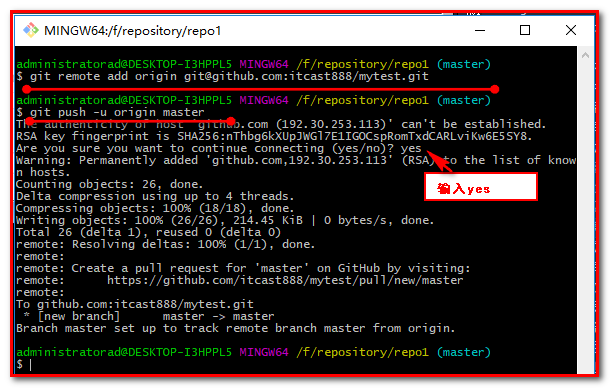 MINGW64:/f/repository/repo1
administratorad@DESKTOP-I3HPPL5 MINGW64 /f/repository/repo1 (master)
$ git remote add origin git@github.com:itcast888/mytest.git
administratorad@DESKTOP-I3HPPL5 MINGW64 /f/repository/repo1 (master)
$ git push -u origin master
The authenticity of host 'github.com (192.30.253.113)' can't be established.
RSA key fingerprint is SHA256:nThbg6kXUpJWGl7E1IGOCspRomTxdCARLviKw6E5SY8.
Are you sure you want to continue connecting (yes/no)? yes
Warning: Permanently added 'github.com,192.30.253.113' (RSA) to the list of know
n hosts.
输入yes
Counting objects: 26, done.
Delta compression using up to 4 threads.
Compressing objects: 100% (18/18), done.
Writing objects: 100% (26/26), 214.45 KiB | 0 bytes/s, done.
Total 26 (delta 1), reused 0 (delta 0)
remote: Resolving deltas: 100% (1/1), done.
remote:
remote: Create a pull request for 'master' on GitHub by visiting:
remote:      https://github.com/itcast888/mytest/pull/new/master
remote:
To github.com:itcast888/mytest.git
 * [new branch]      master -> master
Branch master set up to track remote branch master from origin.
administratorad@DESKTOP-I3HPPL5 MINGW64 /f/repository/repo1 (master)
$